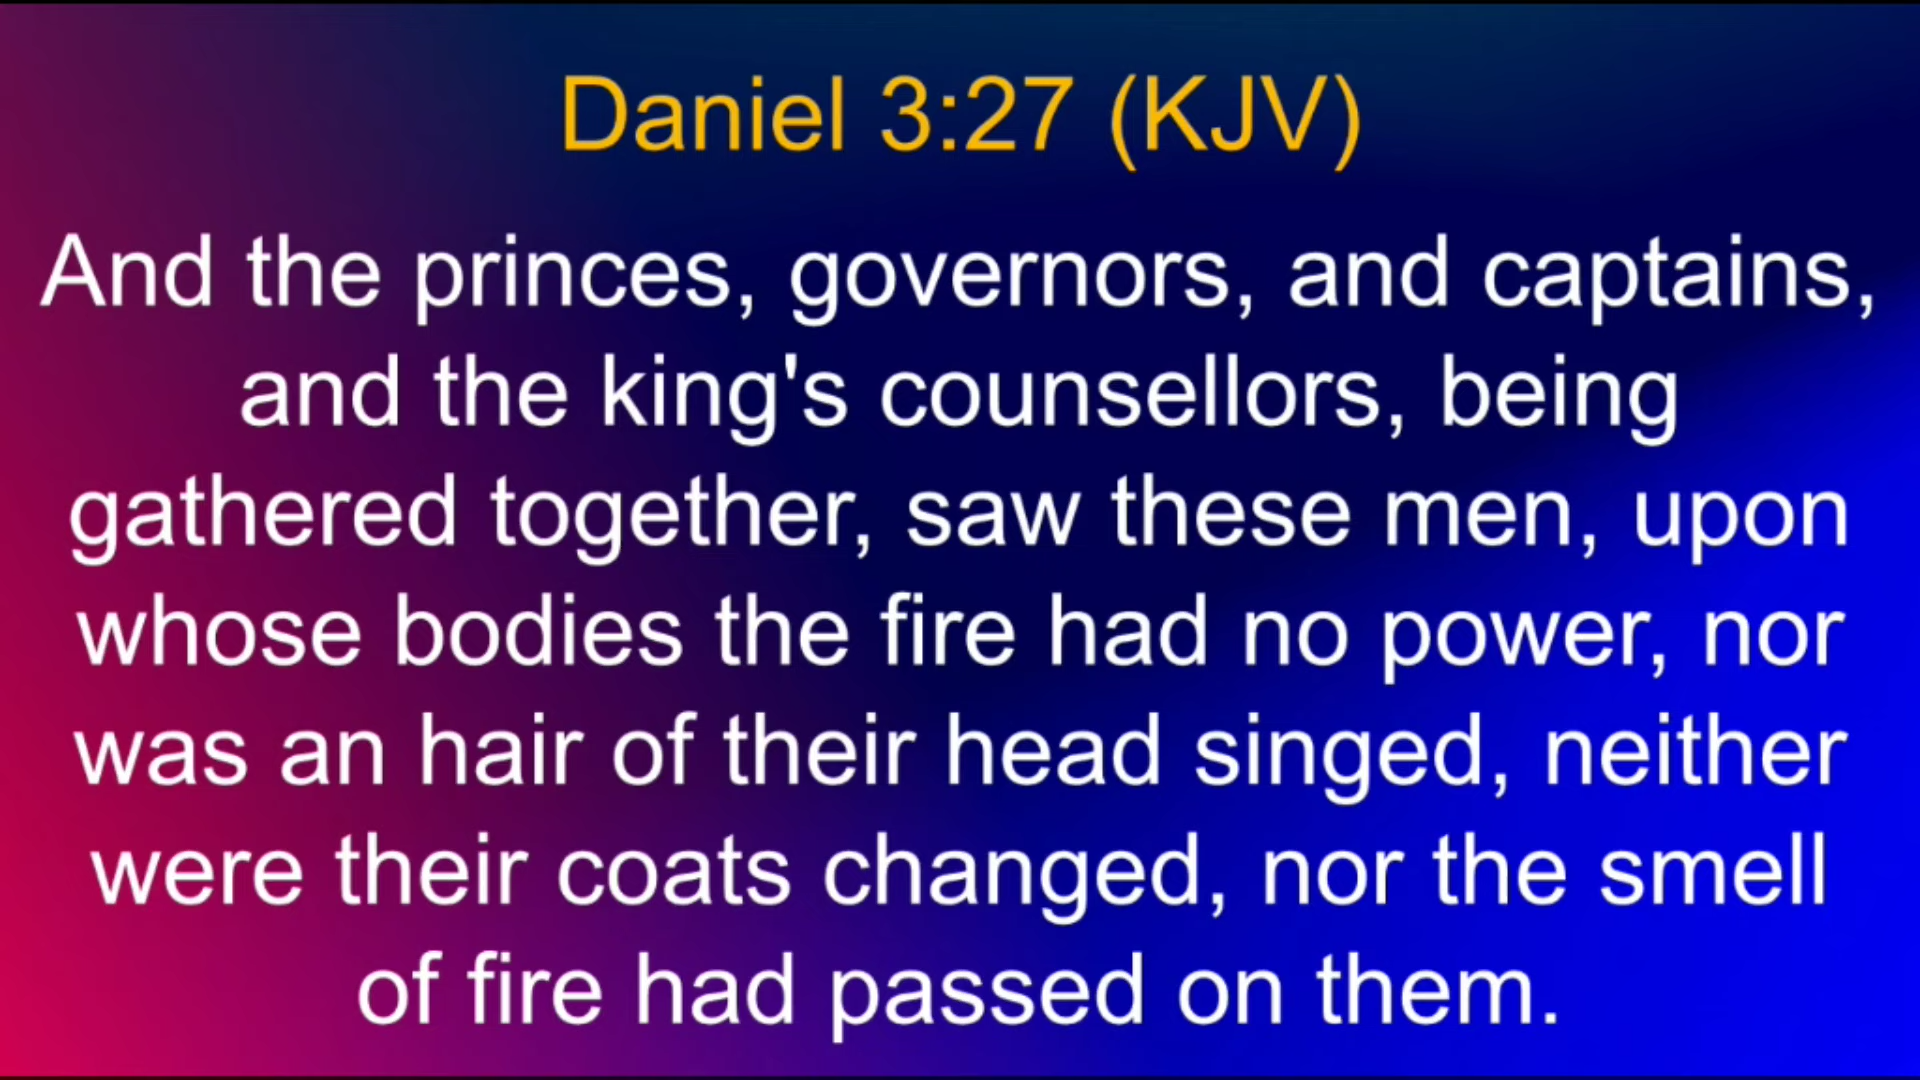 Daniel 3:27 (KJV)
And the princes, governors, and captains,
and the king's counsellors, being
gathered together, saw these men, upon
whose bodies the fire had no power, nor
was an hair of their head singed, neither
were their coats changed, nor the smell
of fire had passed on them.